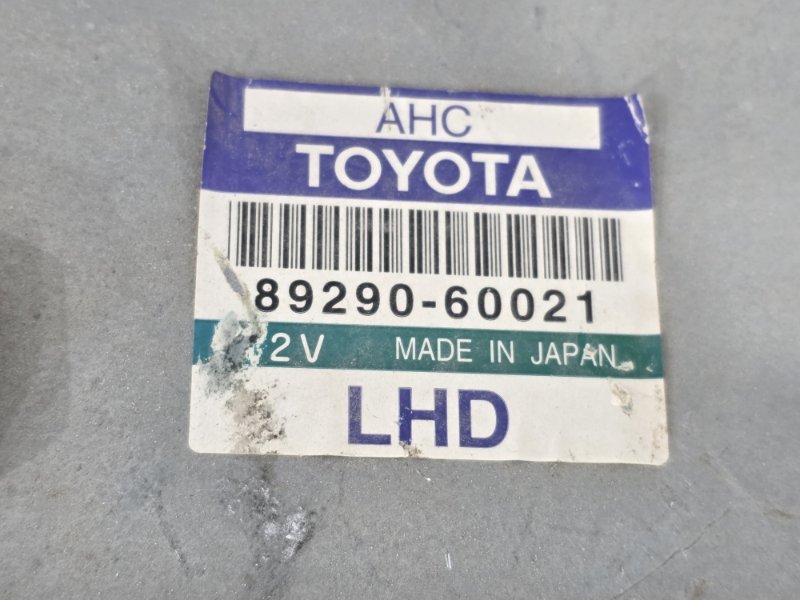 AHC
TOYOTA
89290-60021
2V MADE IN JAPAN
LHD